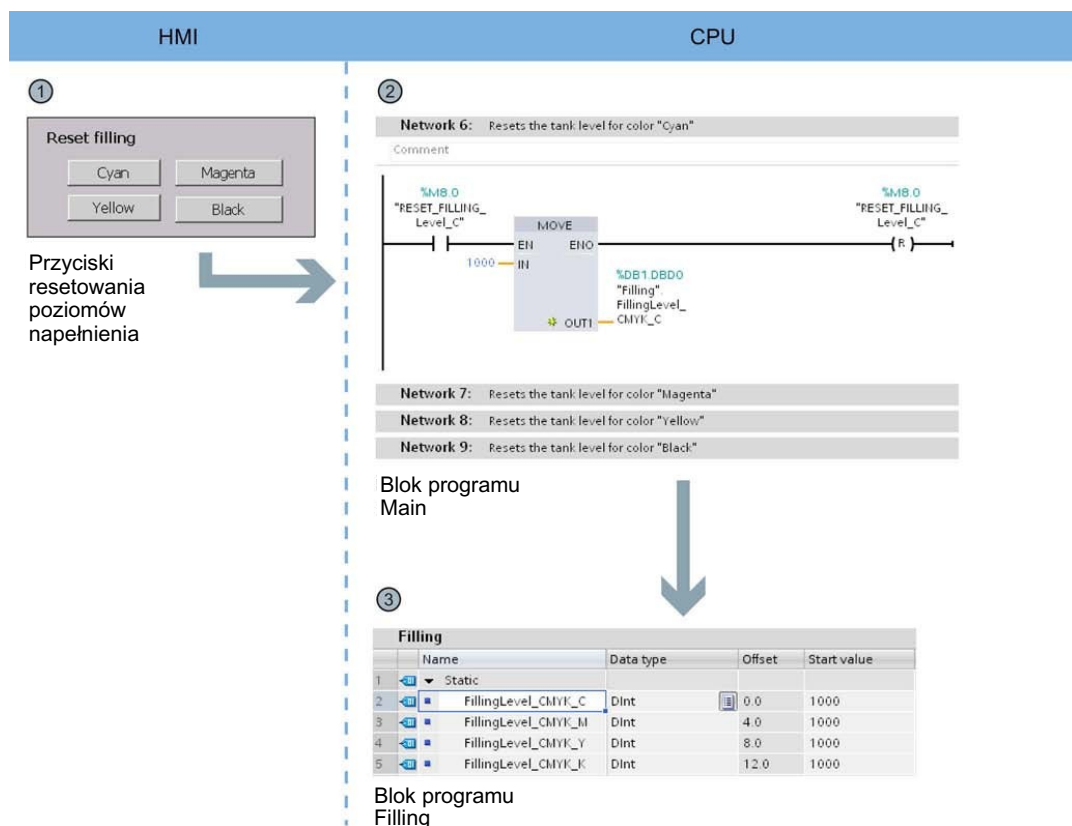 HMI
CPU
1
Reset filling
Cyan
Magenta
Yellow
Black
Przyciski
resetowania
poziomów
napełnienia
2
Network 6: Resets the tank level for color "Cyan"
Comment
%M8.0
"RESET_FILLING_
Level_C"
MOVE
EN
ENO
1000
IN
OUT1
%DB1.DBD0
"Filling".
FillingLevel_
CMYK_C
%M8.0
"RESET_FILLING_
Level_C"
R
Network 7: Resets the tank level for color "Magenta"
Network 8: Resets the tank level for color "Yellow"
Network 9: Resets the tank level for color "Black"
Blok programu
Main
3
Filling
Name Data type Offset Start value
1 Static
2 FillingLevel_CMYK_C DInt 0.0 1000
3 FillingLevel_CMYK_M DInt 4.0 1000
4 FillingLevel_CMYK_Y DInt 8.0 1000
5 FillingLevel_CMYK_K DInt 12.0 1000
Blok programu
Filling